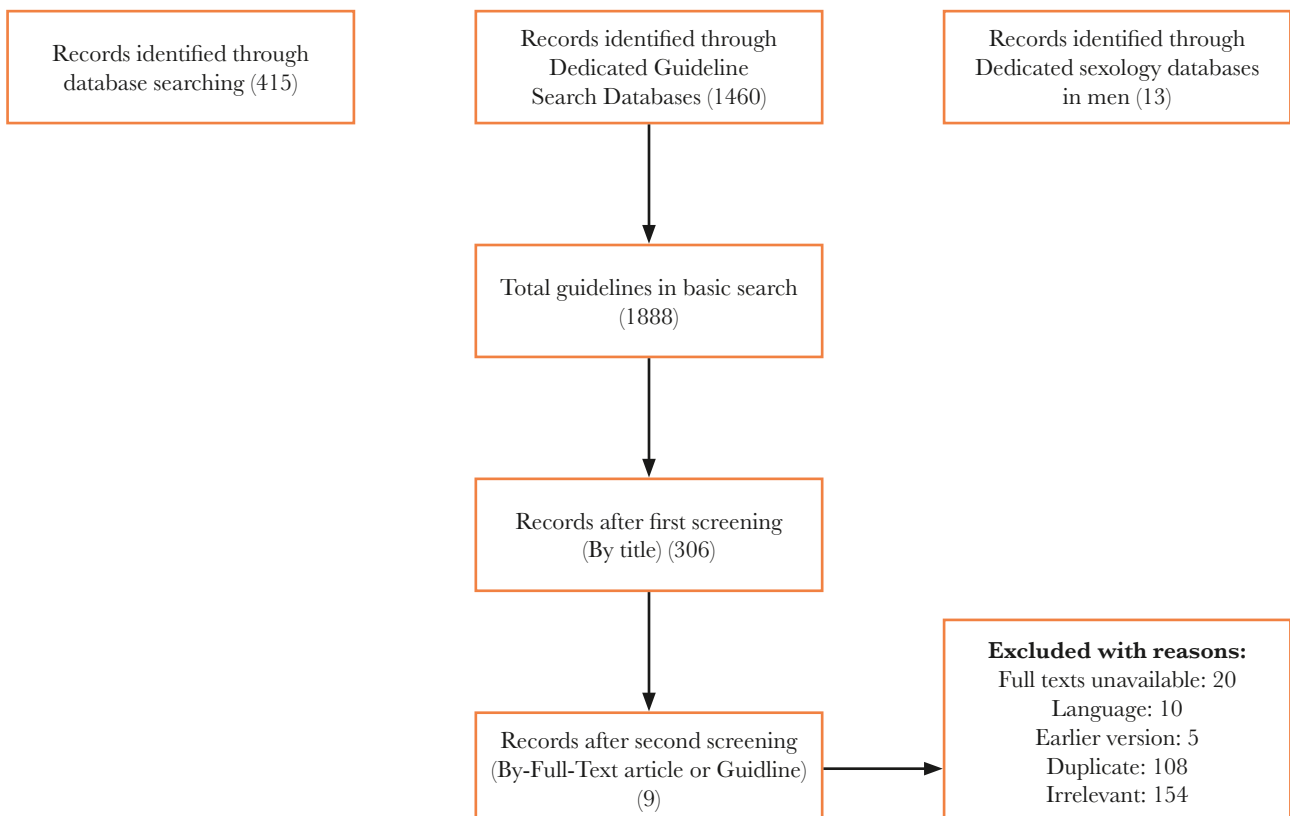 Records identified through
database searching (415)
Records identified through
Dedicated Guideline
Search Databases (1460)
Records identified through
Dedicated sexology databases
in men (13)
Total guidelines in basic search
(1888)
Records after first screening
(By title) (306)
Records after second screening
(By-Full-Text article or Guidline)
(9)
Excluded with reasons:
Full texts unavailable: 20
Language: 10
Earlier version: 5
Duplicate: 108
Irrelevant: 154